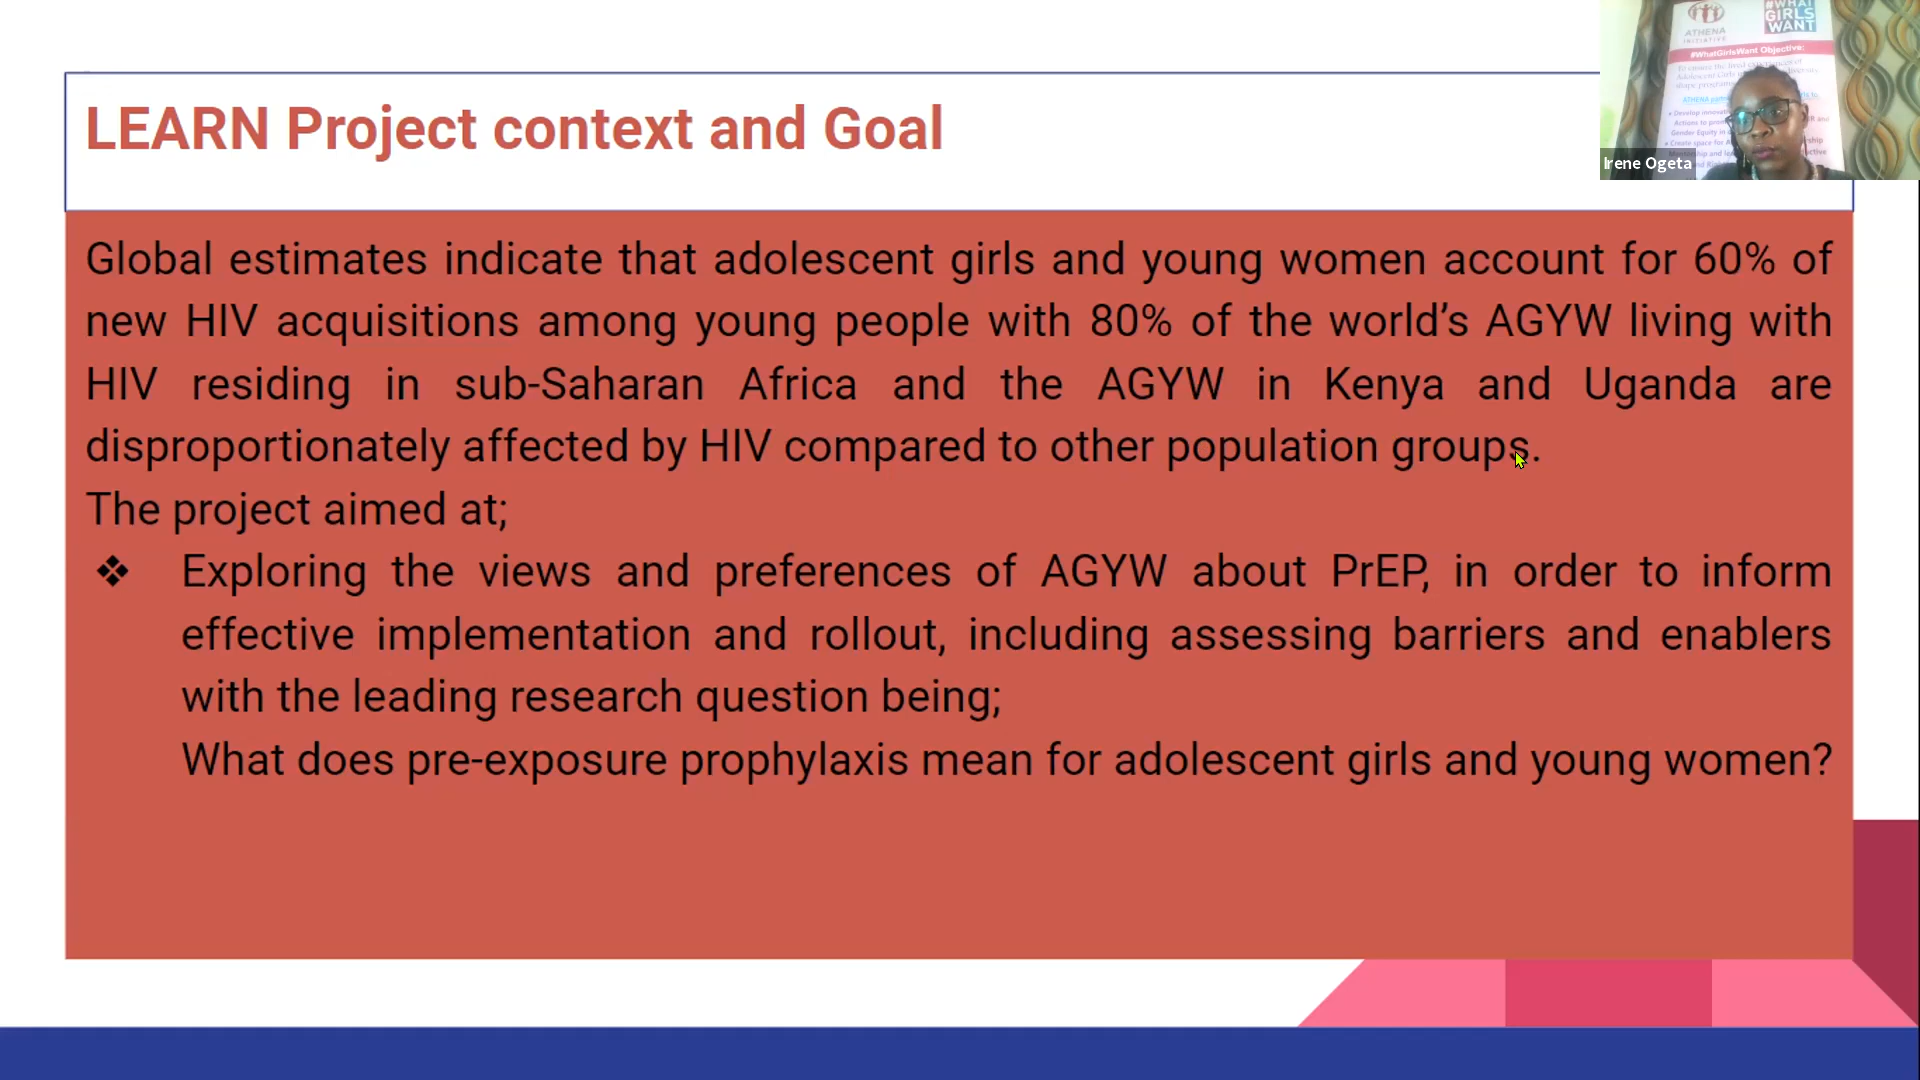 LEARN Project context and Goal
Global estimates indicate that adolescent girls and young women account for 60% of
new HIV acquisitions among young people with 80% of the world’s AGYW living with
HIV residing in sub-Saharan Africa and the AGYW in Kenya and Uganda are
disproportionately affected by HIV compared to other population groups.
The project aimed at;
❖ Exploring the views and preferences of AGYW about PrEP, in order to inform
effective implementation and rollout, including assessing barriers and enablers
with the leading research question being;
What does pre-exposure prophylaxis mean for adolescent girls and young women?
ATHENA
INITIATIVE
#WHAT
GIRLS
WANT
#WhatGirlsWant Objective:
Irene Ogeta